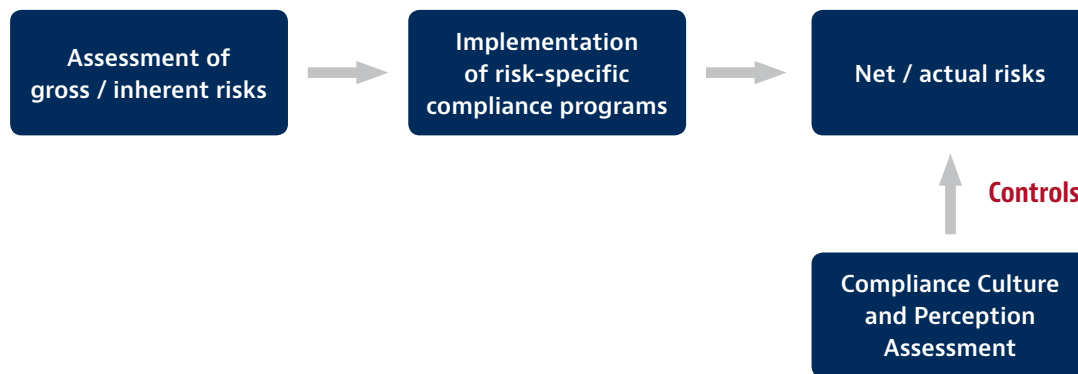 Assessment of
gross / inherent risks
Implementation
of risk-specific
compliance programs
Net / actual risks
Controls
Compliance Culture
and Perception
Assessment